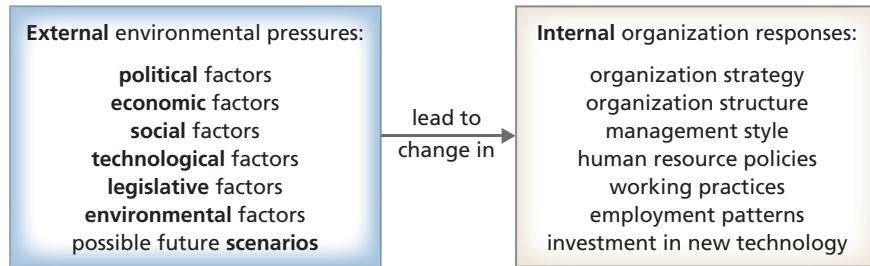 External environmental pressures:
political factors
economic factors
social factors
technological factors
legislative factors
environmental factors
possible future scenarios
lead to
change in
Internal organization responses:
organization strategy
organization structure
management style
human resource policies
working practices
employment patterns
investment in new technology